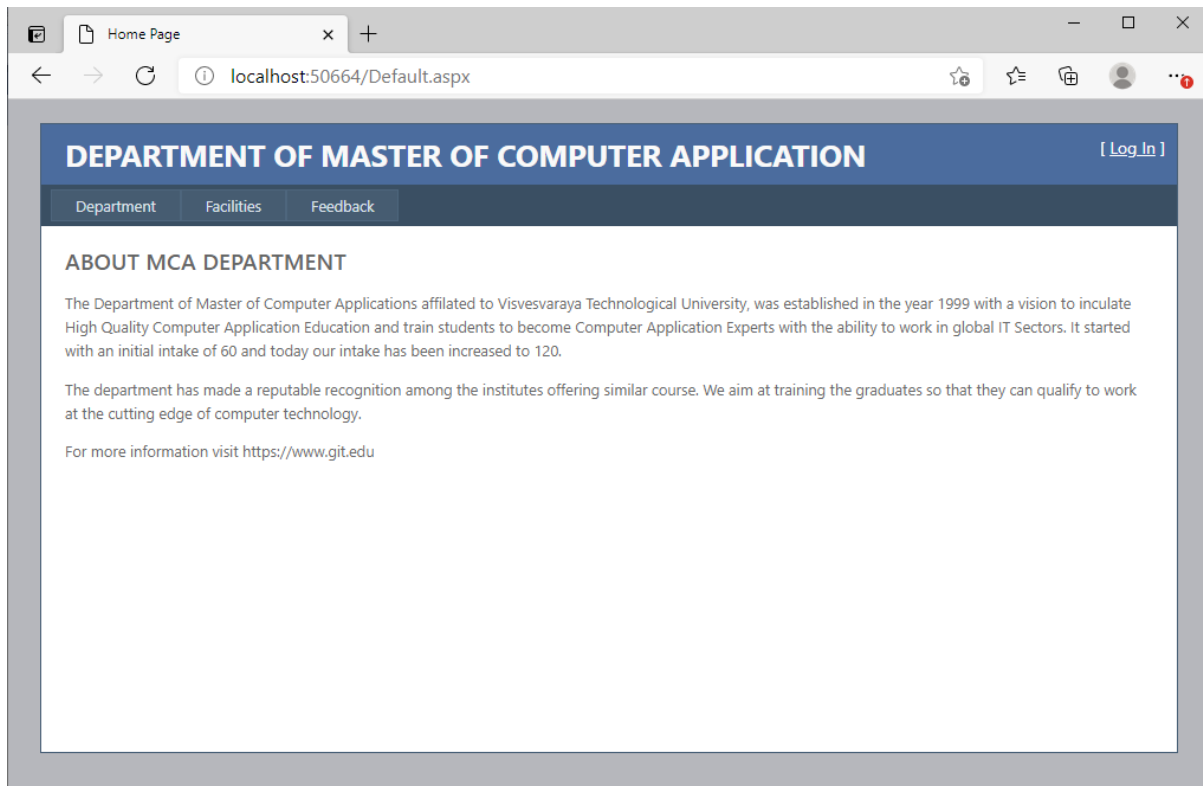 Home Page
localhost:50664/Default.aspx
DEPARTMENT OF MASTER OF COMPUTER APPLICATION
[ Log In ]
Department Facilities Feedback
ABOUT MCA DEPARTMENT
The Department of Master of Computer Applications affilated to Visvesvaraya Technological University, was established in the year 1999 with a vision to inculate
High Quality Computer Application Education and train students to become Computer Application Experts with the ability to work in global IT Sectors. It started
with an initial intake of 60 and today our intake has been increased to 120.
The department has made a reputable recognition among the institutes offering similar course. We aim at training the graduates so that they can qualify to work
at the cutting edge of computer technology.
For more information visit https://www.git.edu